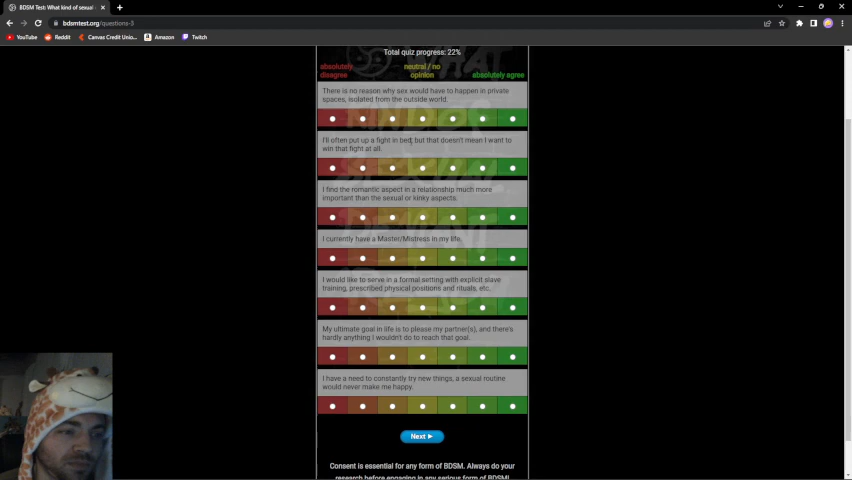 BDSM Test: What kind of sexual
bdsmtest.org/questions-3
YouTube Reddit Canvas Credit Unio... Amazon Twitch
Total quiz progress: 22%
absolutely disagree
neutral / no opinion
absolutely agree
There is no reason why sex would have to happen in private
spaces, isolated from the outside world.
I'll often put up a fight in bed, but that doesn't mean I want to
win that fight at all.
I find the romantic aspect in a relationship much more
important than the sexual or kinky aspects.
I currently have a Master/Mistress in my life.
I would like to serve in a formal setting with explicit slave
training, prescribed physical positions and rituals, etc.
My ultimate goal in life is to please my partner(s), and there's
hardly anything I wouldn't do to reach that goal.
I have a need to constantly try new things, a sexual routine
would never make me happy.
Next
Consent is essential for any form of BDSM. Always do your
research before engaging in any serious form of BDSM!